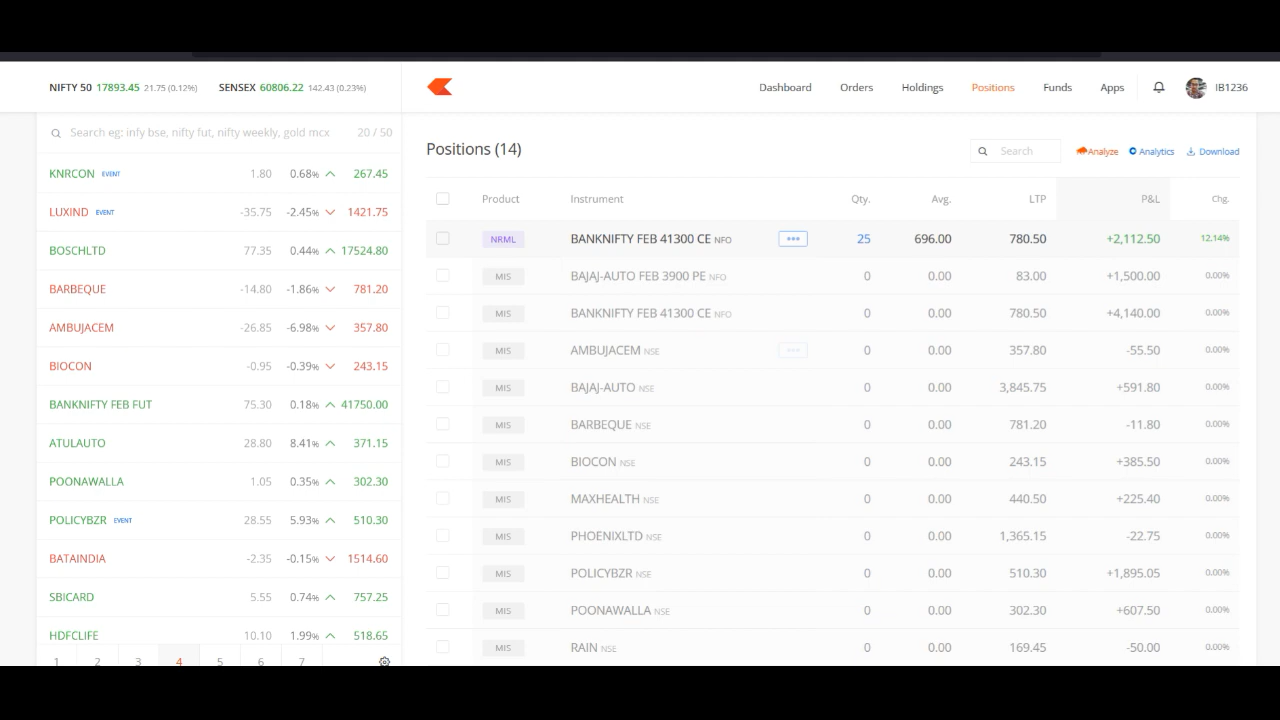 NIFTY 50 17893.45 21.75 (0.12%) SENSEX 60806.22 142.43 (0.23%)
Dashboard Orders Holdings Positions Funds Apps IB1236
Search eg: infy bse, nifty fut, nifty weekly, gold mcx 20 / 50
KNRCON EVENT 1.80 0.68% 267.45
LUXIND EVENT -35.75 -2.45% 1421.75
BOSCHLTD 77.35 0.44% 17524.80
BARBEQUE -14.80 -1.86% 781.20
AMBUJACEM -26.85 -6.98% 357.80
BIOCON -0.95 -0.39% 243.15
BANKNIFTY FEB FUT 75.30 0.18% 41750.00
ATULAUTO 28.80 8.41% 371.15
POONAWALLA 1.05 0.35% 302.30
POLICYBZR EVENT 28.55 5.93% 510.30
BATAINDIA -2.35 -0.15% 1514.60
SBICARD 5.55 0.74% 757.25
HDFCLIFE 10.10 1.99% 518.65
1 2 3 4 5 6 7
Positions (14) Search Analyze Analytics Download
Product Instrument Qty. Avg. LTP P&L Chg.
NRML BANKNIFTY FEB 41300 CE NFO 25 696.00 780.50 +2,112.50 12.14%
MIS BAJAJ-AUTO FEB 3900 PE NFO 0 0.00 83.00 +1,500.00 0.00%
MIS BANKNIFTY FEB 41300 CE NFO 0 0.00 780.50 +4,140.00 0.00%
MIS AMBUJACEM NSE 0 0.00 357.80 -55.50 0.00%
MIS BAJAJ-AUTO NSE 0 0.00 3,845.75 +591.80 0.00%
MIS BARBEQUE NSE 0 0.00 781.20 -11.80 0.00%
MIS BIOCON NSE 0 0.00 243.15 +385.50 0.00%
MIS MAXHEALTH NSE 0 0.00 440.50 +225.40 0.00%
MIS PHOENIXLTD NSE 0 0.00 1,365.15 -22.75 0.00%
MIS POLICYBZR NSE 0 0.00 510.30 +1,895.05 0.00%
MIS POONAWALLA NSE 0 0.00 302.30 +607.50 0.00%
MIS RAIN NSE 0 0.00 169.45 -50.00 0.00%